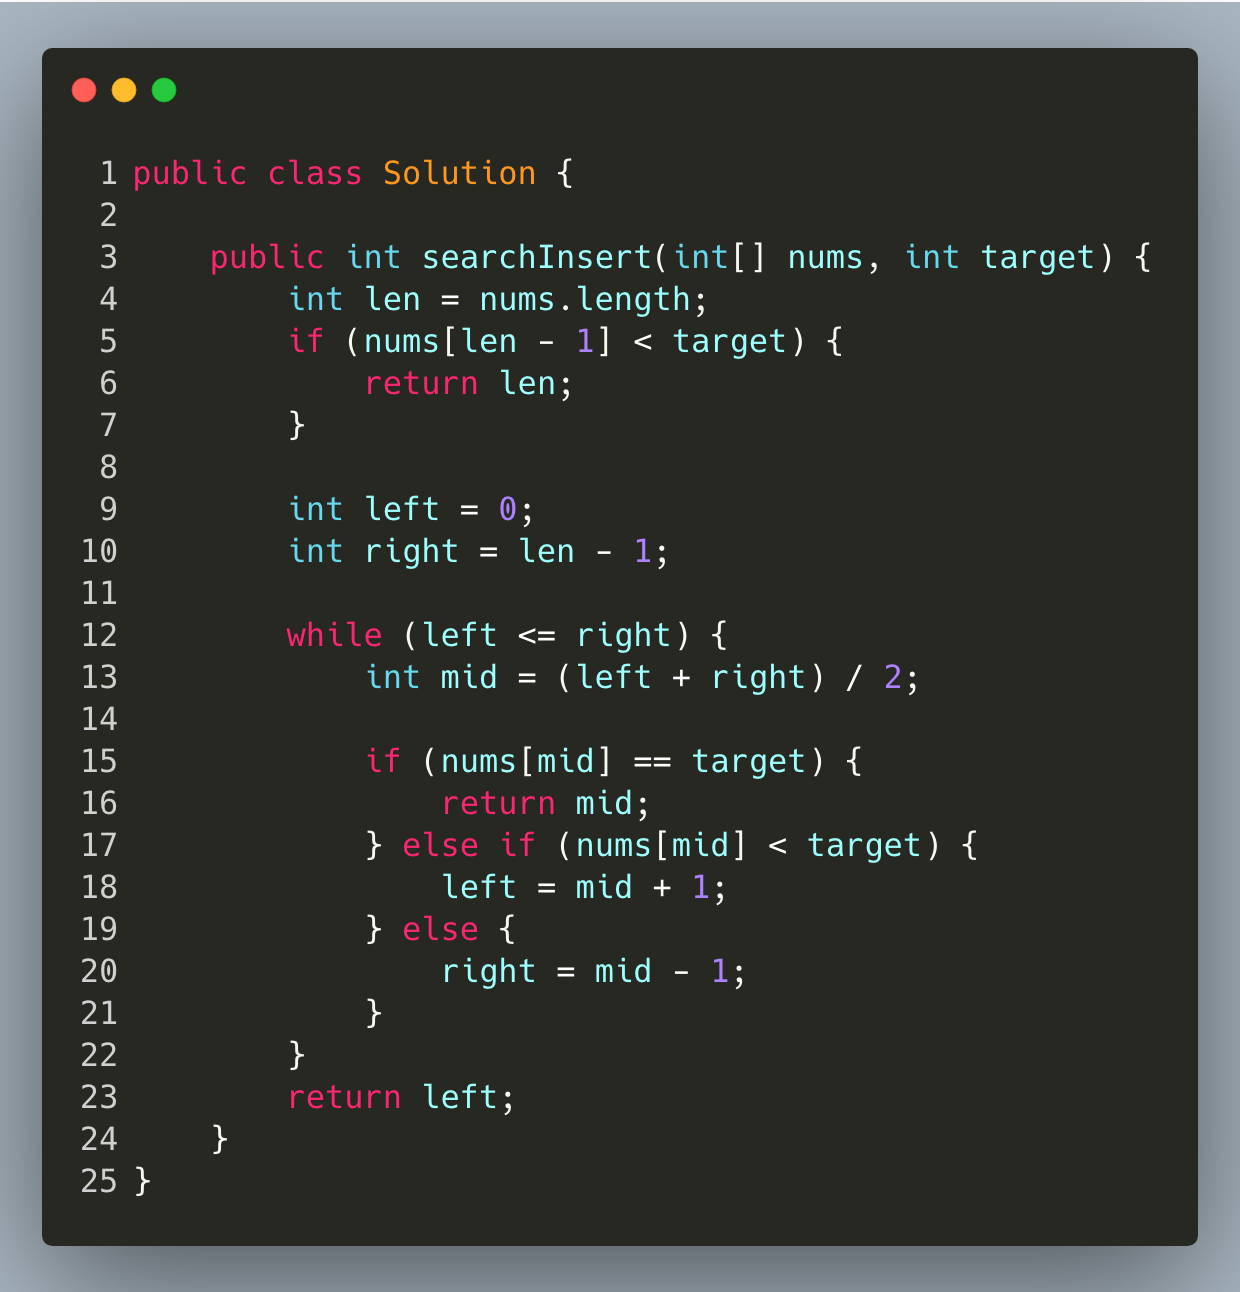 1 public class Solution {
2
3     public int searchInsert(int[] nums, int target) {
4         int len = nums.length;
5         if (nums[len - 1] < target) {
6             return len;
7         }
8
9         int left = 0;
10         int right = len - 1;
11
12         while (left <= right) {
13             int mid = (left + right) / 2;
14
15             if (nums[mid] == target) {
16                 return mid;
17             } else if (nums[mid] < target) {
18                 left = mid + 1;
19             } else {
20                 right = mid - 1;
21             }
22         }
23         return left;
24     }
25 }